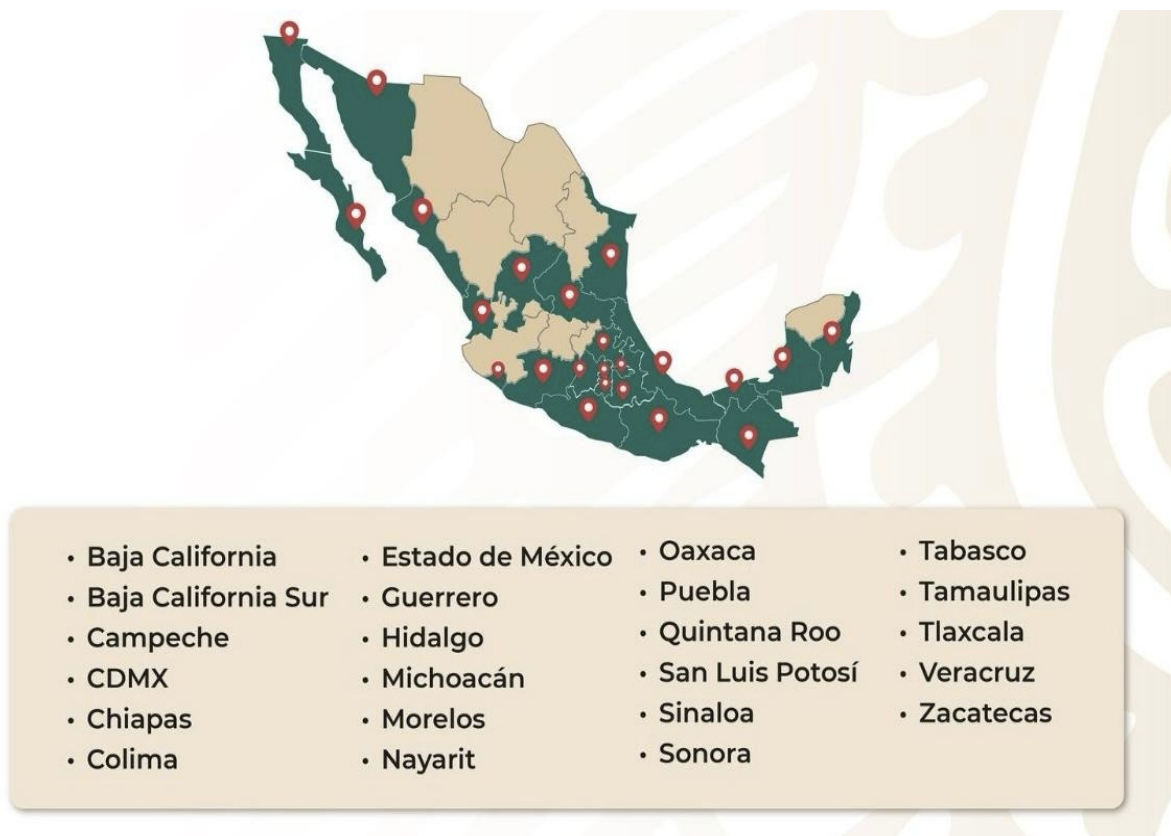 • Baja California
• Baja California Sur
• Campeche
• CDMX
• Chiapas
• Colima
• Estado de México
• Guerrero
• Hidalgo
• Michoacán
• Morelos
• Nayarit
• Oaxaca
• Puebla
• Quintana Roo
• San Luis Potosí
• Sinaloa
• Sonora
• Tabasco
• Tamaulipas
• Tlaxcala
• Veracruz
• Zacatecas